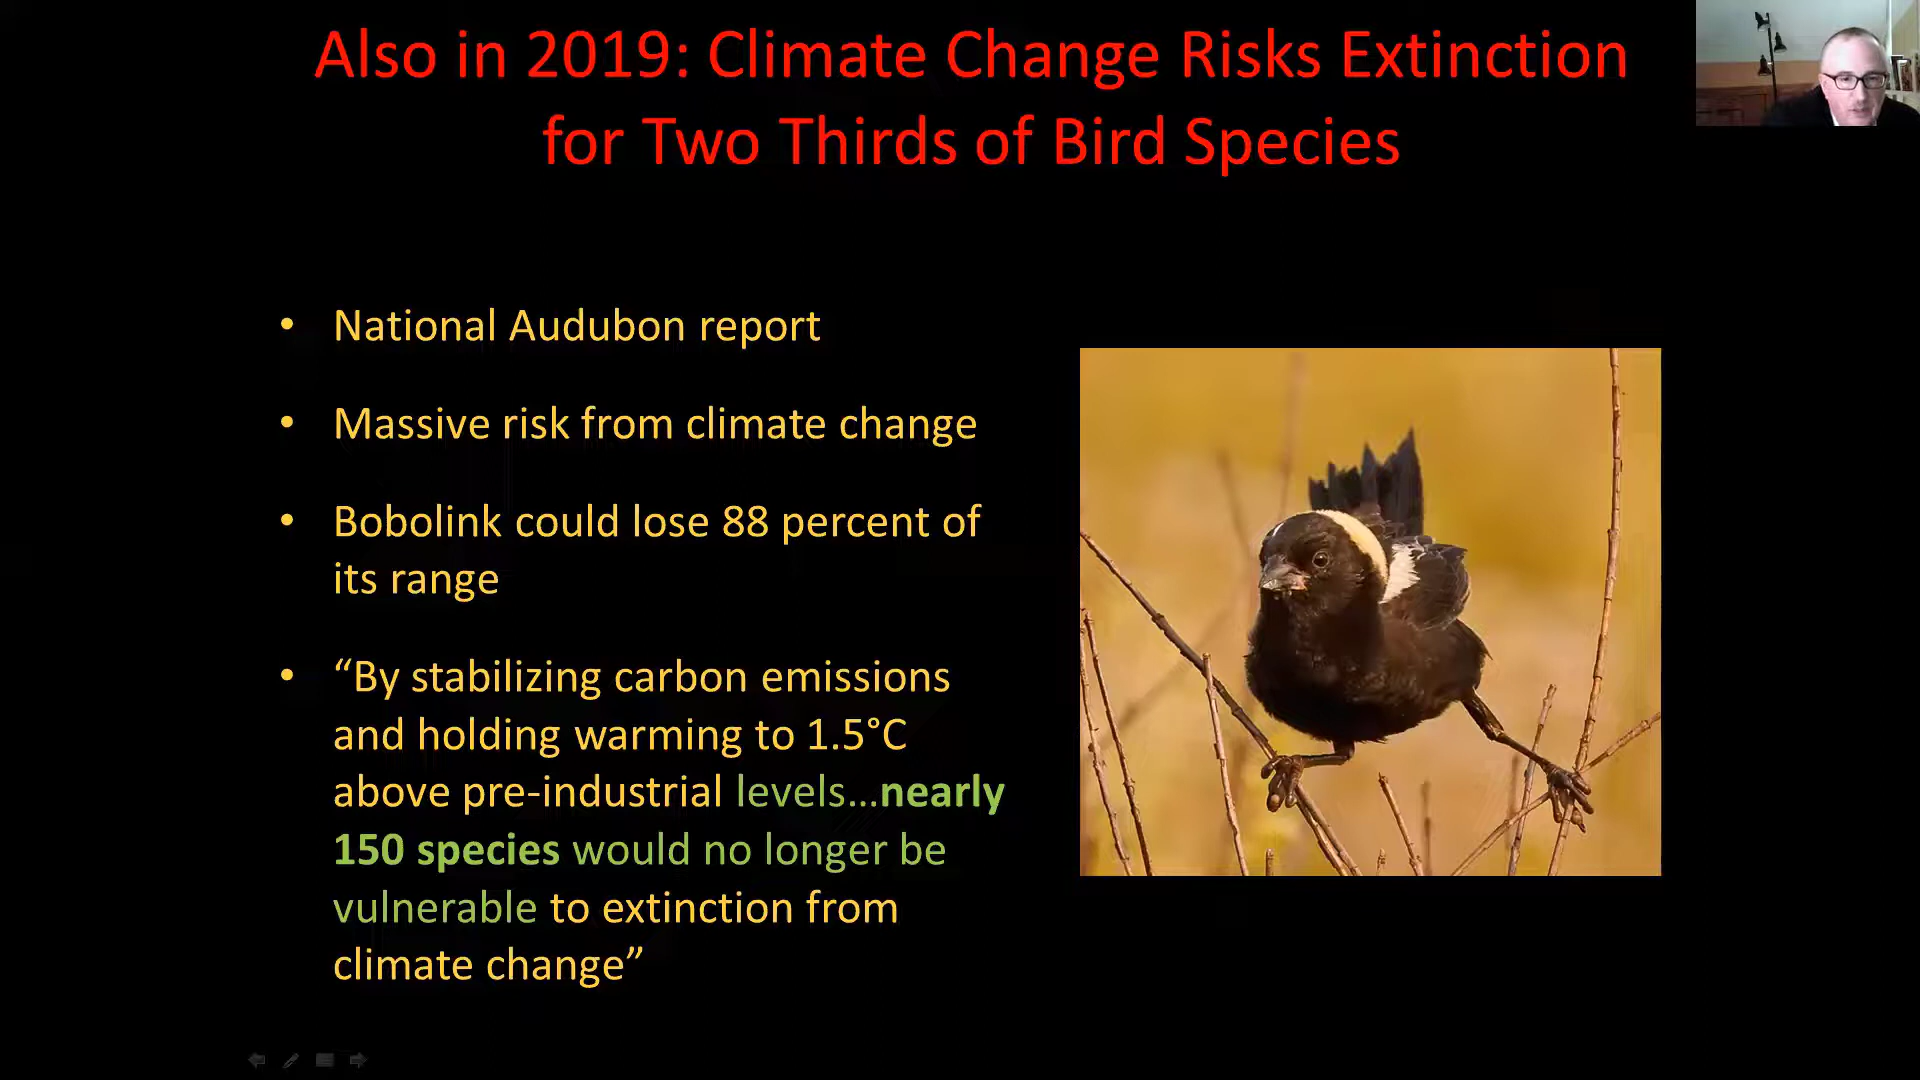 Also in 2019: Climate Change Risks Extinction
for Two Thirds of Bird Species
• National Audubon report
• Massive risk from climate change
• Bobolink could lose 88 percent of
its range
• “By stabilizing carbon emissions
and holding warming to 1.5°C
above pre-industrial levels…nearly
150 species would no longer be
vulnerable to extinction from
climate change”